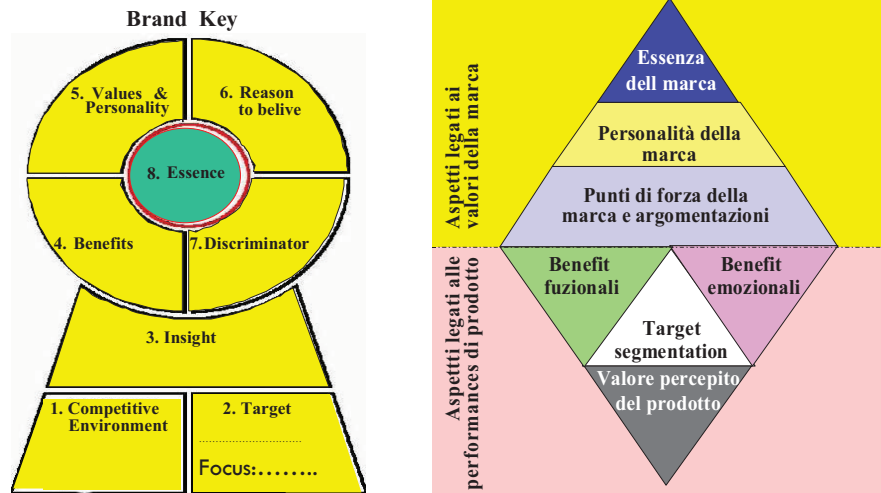 Brand Key
5. Values &
Personality
6. Reason
to belive
8. Essence
4. Benefits
7.Discriminator
3. Insight
1. Competitive
Environment
2. Target
..............................
Focus:........
Aspetti legati ai
valori della marca
Essenza
dell marca
Personalità della
marca
Punti di forza della
marca e argomentazioni
Aspettti legati alle
performances di prodotto
Benefit
fuzionali
Benefit
emozionali
Target
segmentation
Valore percepito
del prodotto